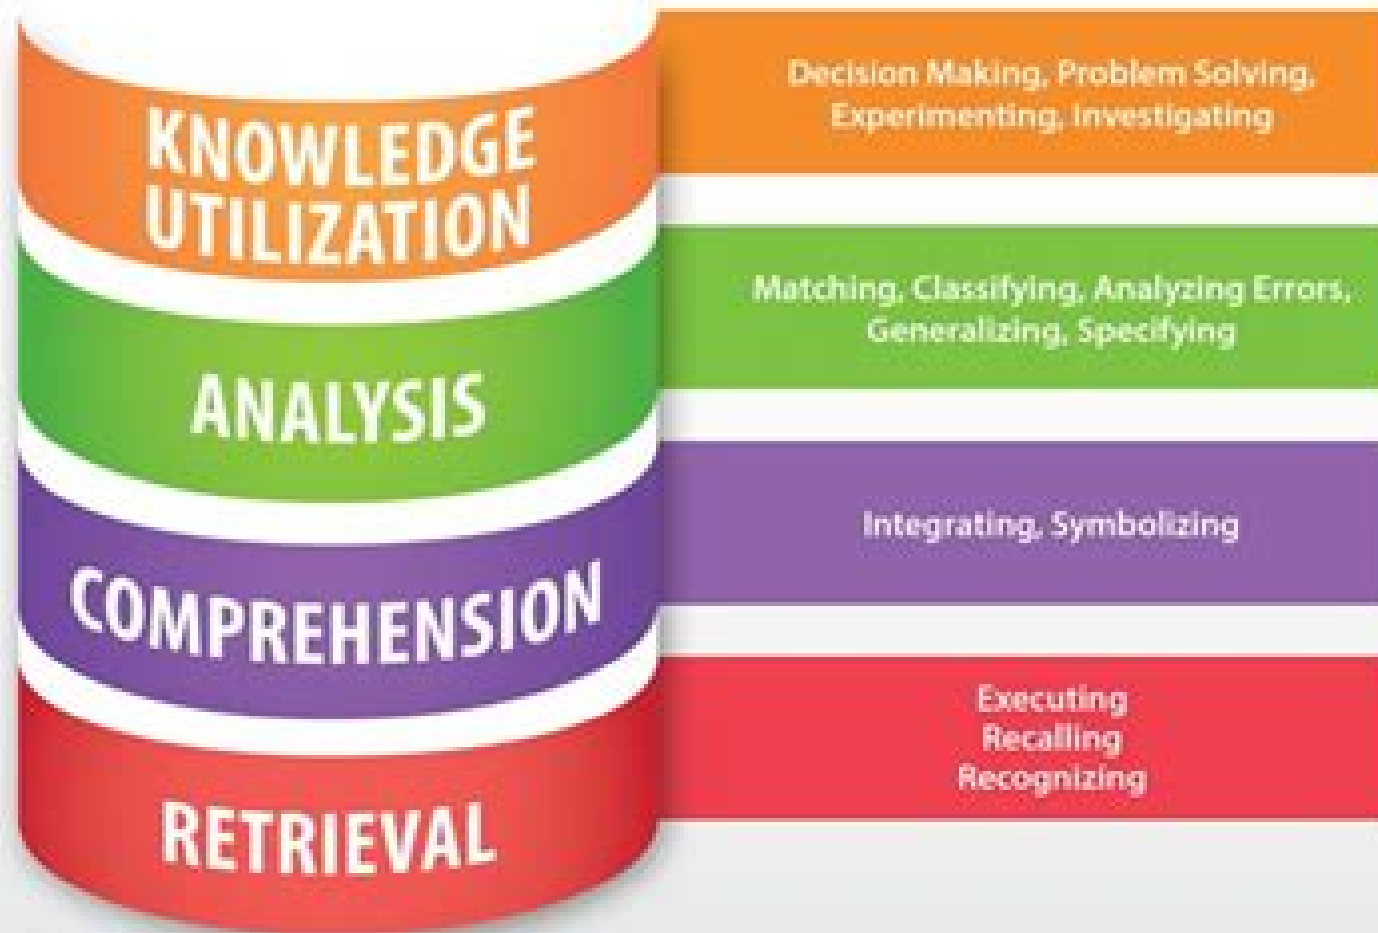 KNOWLEDGE
UTILIZATION
Decision Making, Problem Solving,
Experimenting, Investigating
ANALYSIS
Matching, Classifying, Analyzing Errors,
Generalizing, Specifying
COMPREHENSION
Integrating, Symbolizing
RETRIEVAL
Executing
Recalling
Recognizing